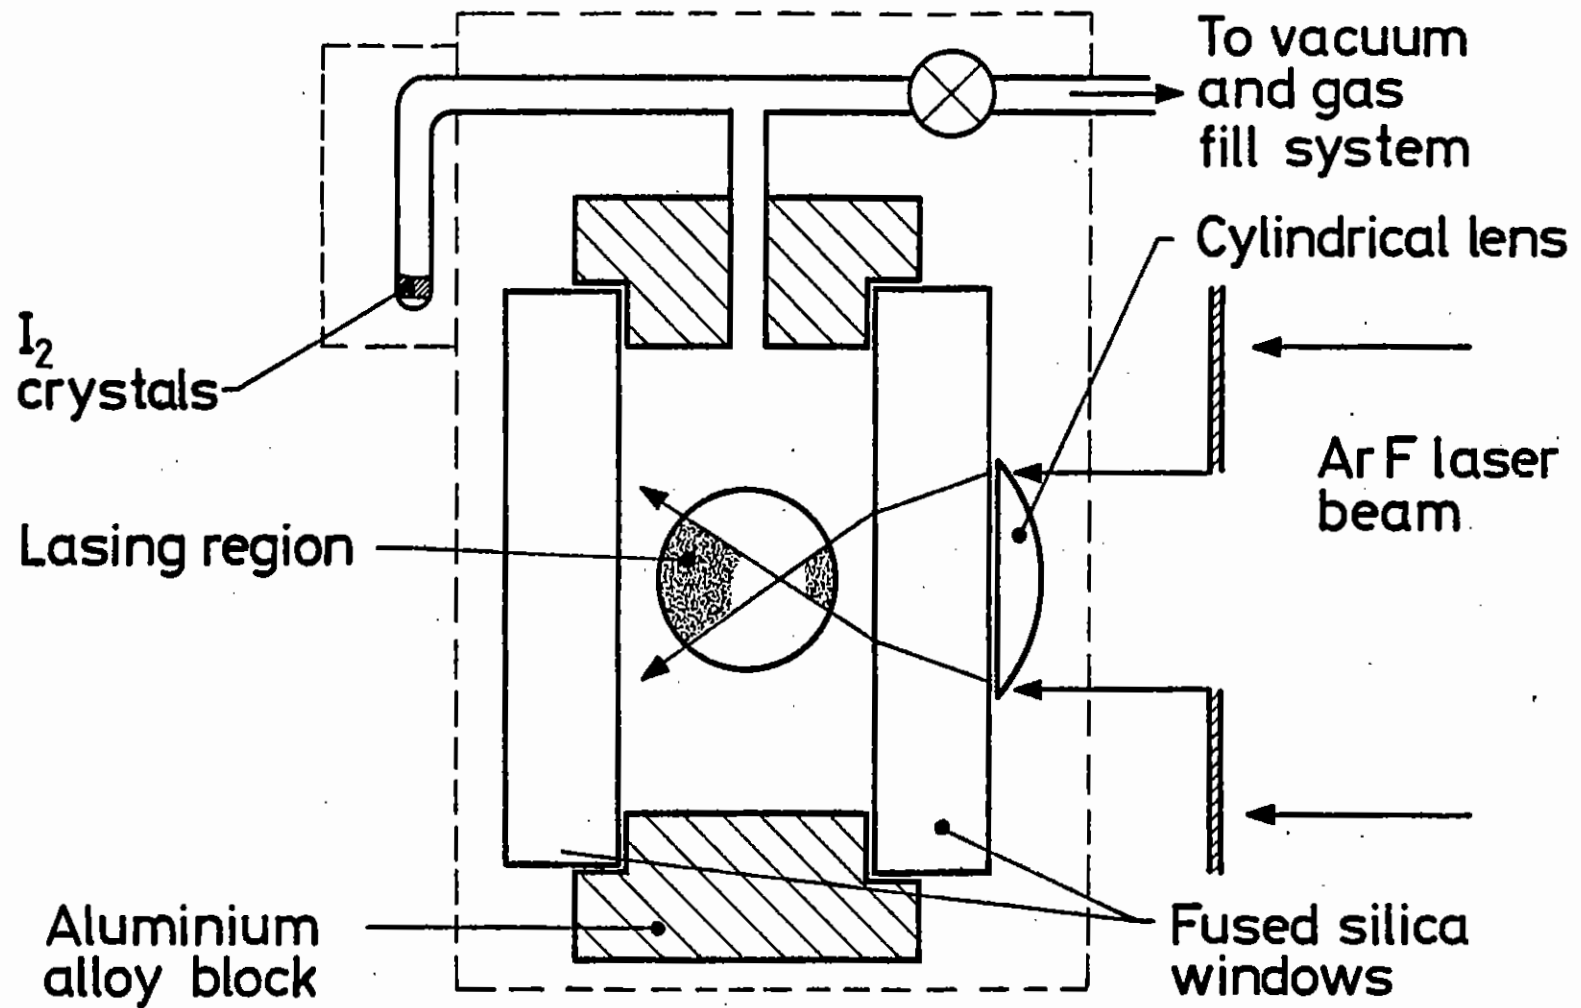 To vacuum
and gas
fill system
Cylindrical lens
I₂
crystals
Ar F laser
beam
Lasing region
Aluminium
alloy block
Fused silica
windows